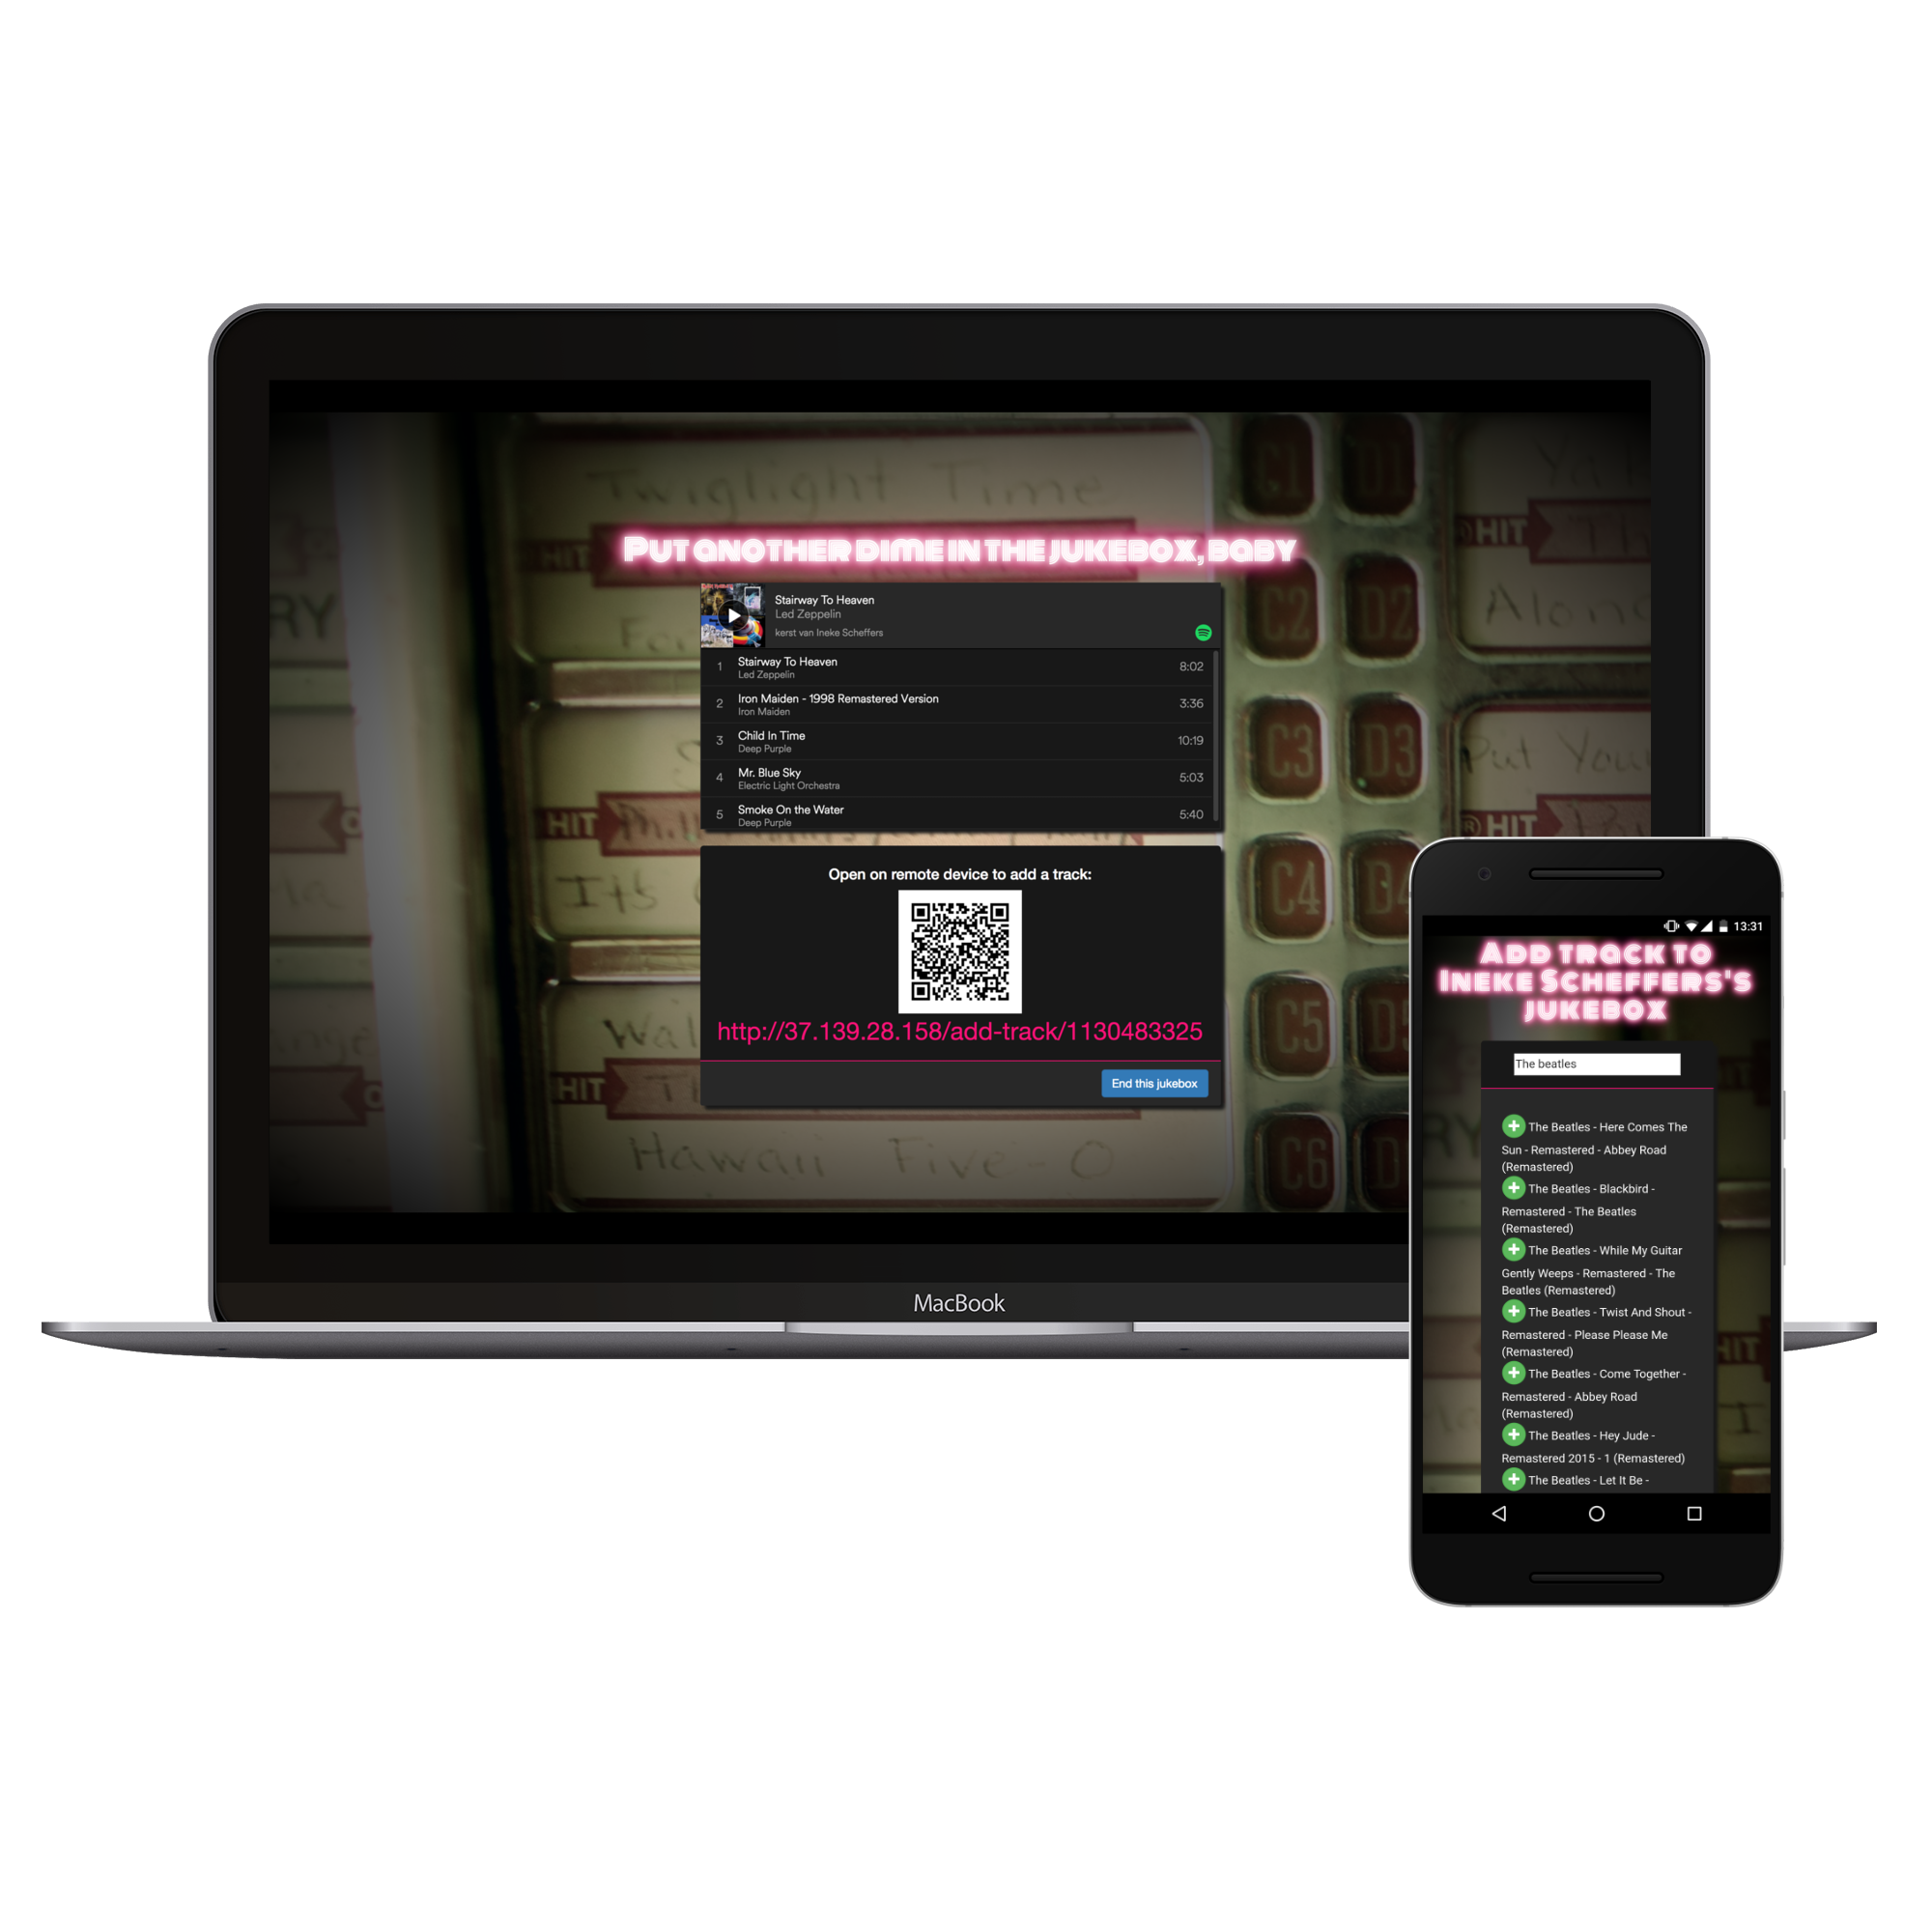 Twiglight Time
C1 D1
HIT
PUT ANOTHER DIME IN THE JUKEBOX, BABY
Stairway To Heaven
Led Zeppelin
kerst van Ineke Scheffers
1 Stairway To Heaven 8:02
Led Zeppelin
2 Iron Maiden - 1998 Remastered Version 3:36
Iron Maiden
3 Child In Time 10:19
Deep Purple
4 Mr. Blue Sky 5:03
Electric Light Orchestra
5 Smoke On the Water 5:40
Deep Purple
C2 D2
Along
C3 D3
Put You
HIT
HIT
It's
C4 D4
Open on remote device to add a track:
http://37.139.28.158/add-track/1130483325
End this jukebox
C5 D5
HIT
C6 D
Hawaii Five-O
MacBook
13:31
ADD TRACK TO
INEKE SCHEFFERS'S
JUKEBOX
The beatles
The Beatles - Here Comes The
Sun - Remastered - Abbey Road
(Remastered)
The Beatles - Blackbird -
Remastered - The Beatles
(Remastered)
The Beatles - While My Guitar
Gently Weeps - Remastered - The
Beatles (Remastered)
The Beatles - Twist And Shout -
Remastered - Please Please Me
(Remastered)
The Beatles - Come Together -
Remastered - Abbey Road
(Remastered)
The Beatles - Hey Jude -
Remastered 2015 - 1 (Remastered)
The Beatles - Let It Be -